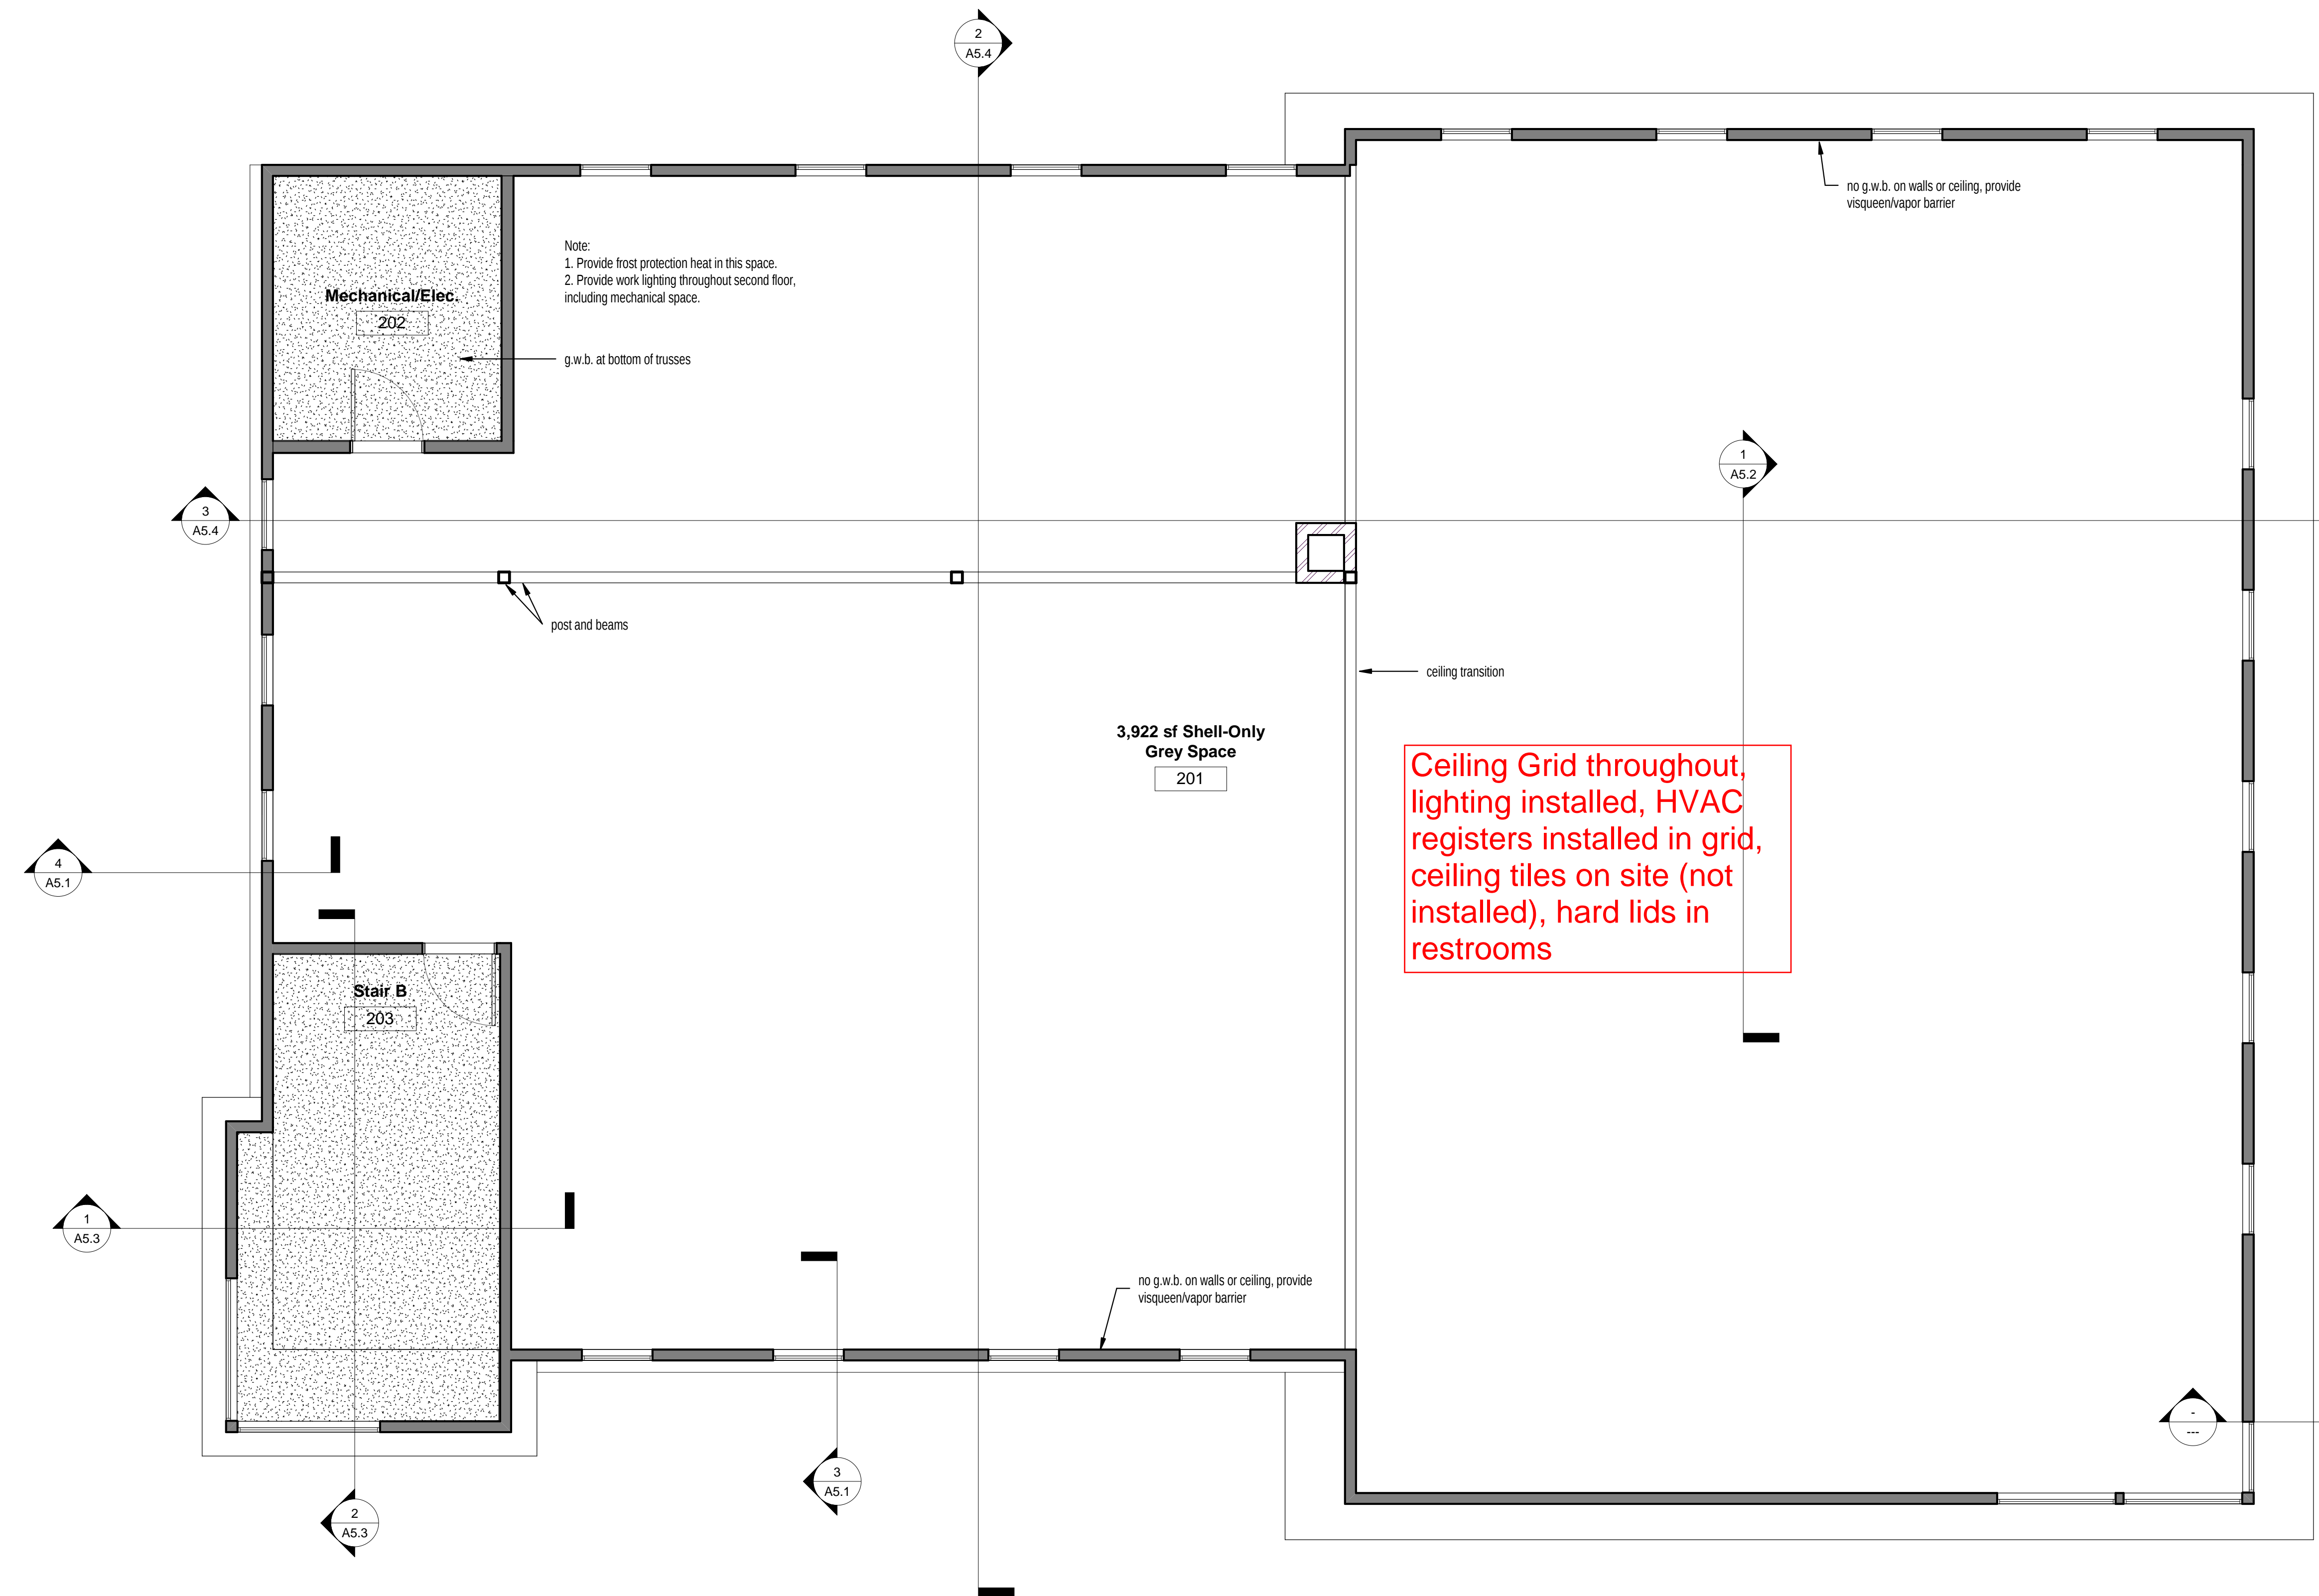 2
A5.4
no g.w.b. on walls or ceiling, provide
visqueen/vapor barrier
Note:
1. Provide frost protection heat in this space.
2. Provide work lighting throughout second floor,
including mechanical space.
Mechanical/Elec.
202
g.w.b. at bottom of trusses
1
A5.2
3
A5.4
post and beams
ceiling transition
3,922 sf Shell-Only
Grey Space
201
Ceiling Grid throughout,
lighting installed, HVAC
registers installed in grid,
ceiling tiles on site (not
installed), hard lids in
restrooms
4
A5.1
Stair B
203
1
A5.3
no g.w.b. on walls or ceiling, provide
visqueen/vapor barrier
-
---
3
A5.1
2
A5.3